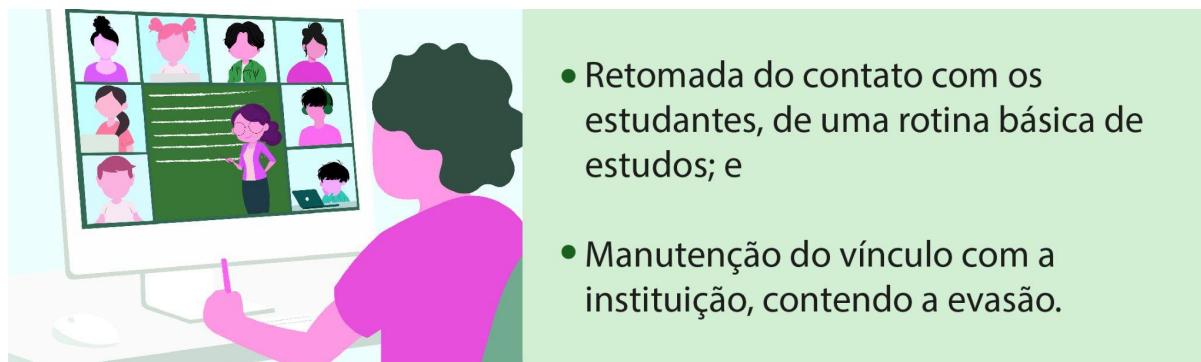 • Retomada do contato com os
estudantes, de uma rotina básica de
estudos; e
• Manutenção do vínculo com a
instituição, contendo a evasão.